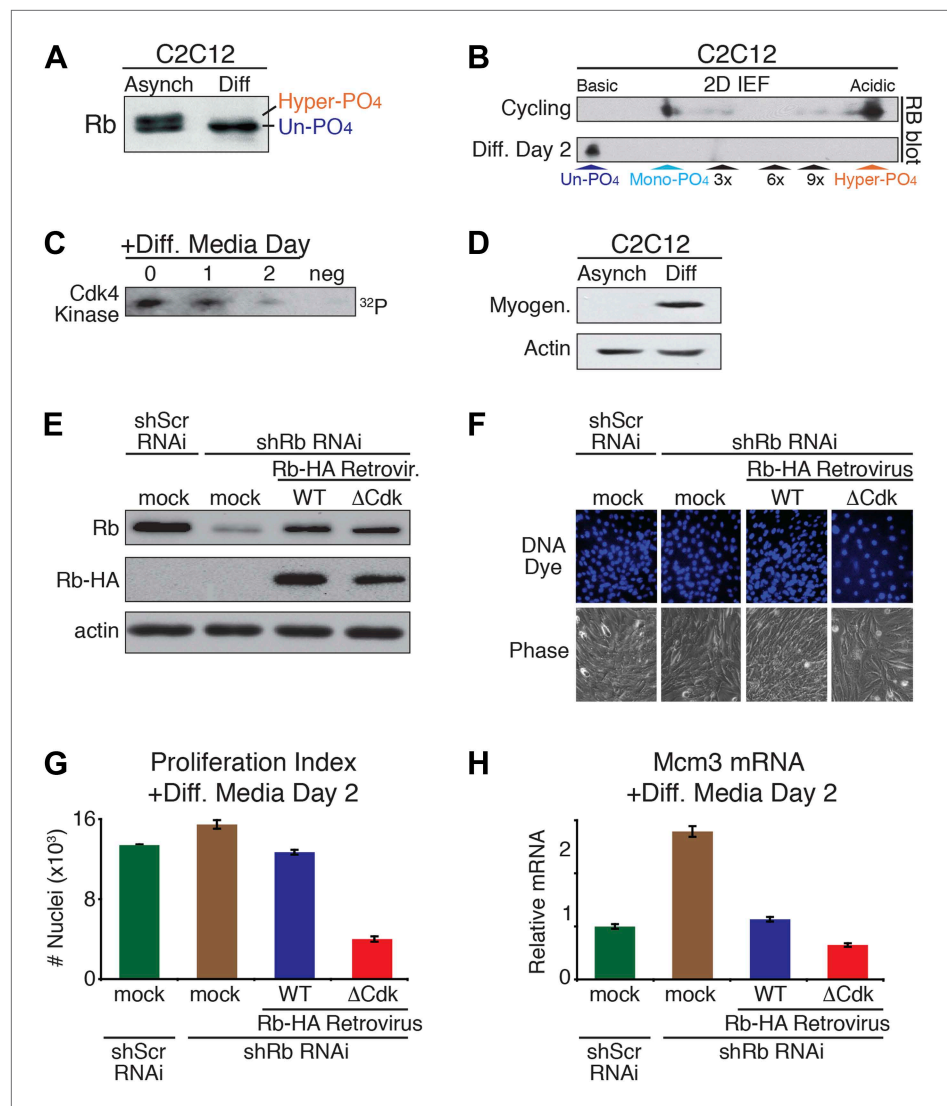 A
C2C12
Asynch Diff
Hyper-PO4
Rb
Un-PO4
B
C2C12
Basic 2D IEF Acidic
Cycling
Diff. Day 2
RB blot
Un-PO4 Mono-PO4 3x 6x 9x Hyper-PO4
C
+Diff. Media Day
0 1 2 neg
Cdk4
Kinase
32P
D
C2C12
Asynch Diff
Myogen.
Actin
E
shScr
RNAi
shRb RNAi
Rb-HA Retrovir.
mock mock WT ΔCdk
Rb
Rb-HA
actin
F
shScr
RNAi
shRb RNAi
Rb-HA Retrovirus
mock mock WT ΔCdk
DNA
Dye
Phase
G
Proliferation Index
+Diff. Media Day 2
# Nuclei (x10³)
16
8
0
mock mock WT ΔCdk
Rb-HA Retrovirus
shScr
RNAi
shRb RNAi
H
Mcm3 mRNA
+Diff. Media Day 2
Relative mRNA
2
1
0
mock mock WT ΔCdk
Rb-HA Retrovirus
shScr
RNAi
shRb RNAi